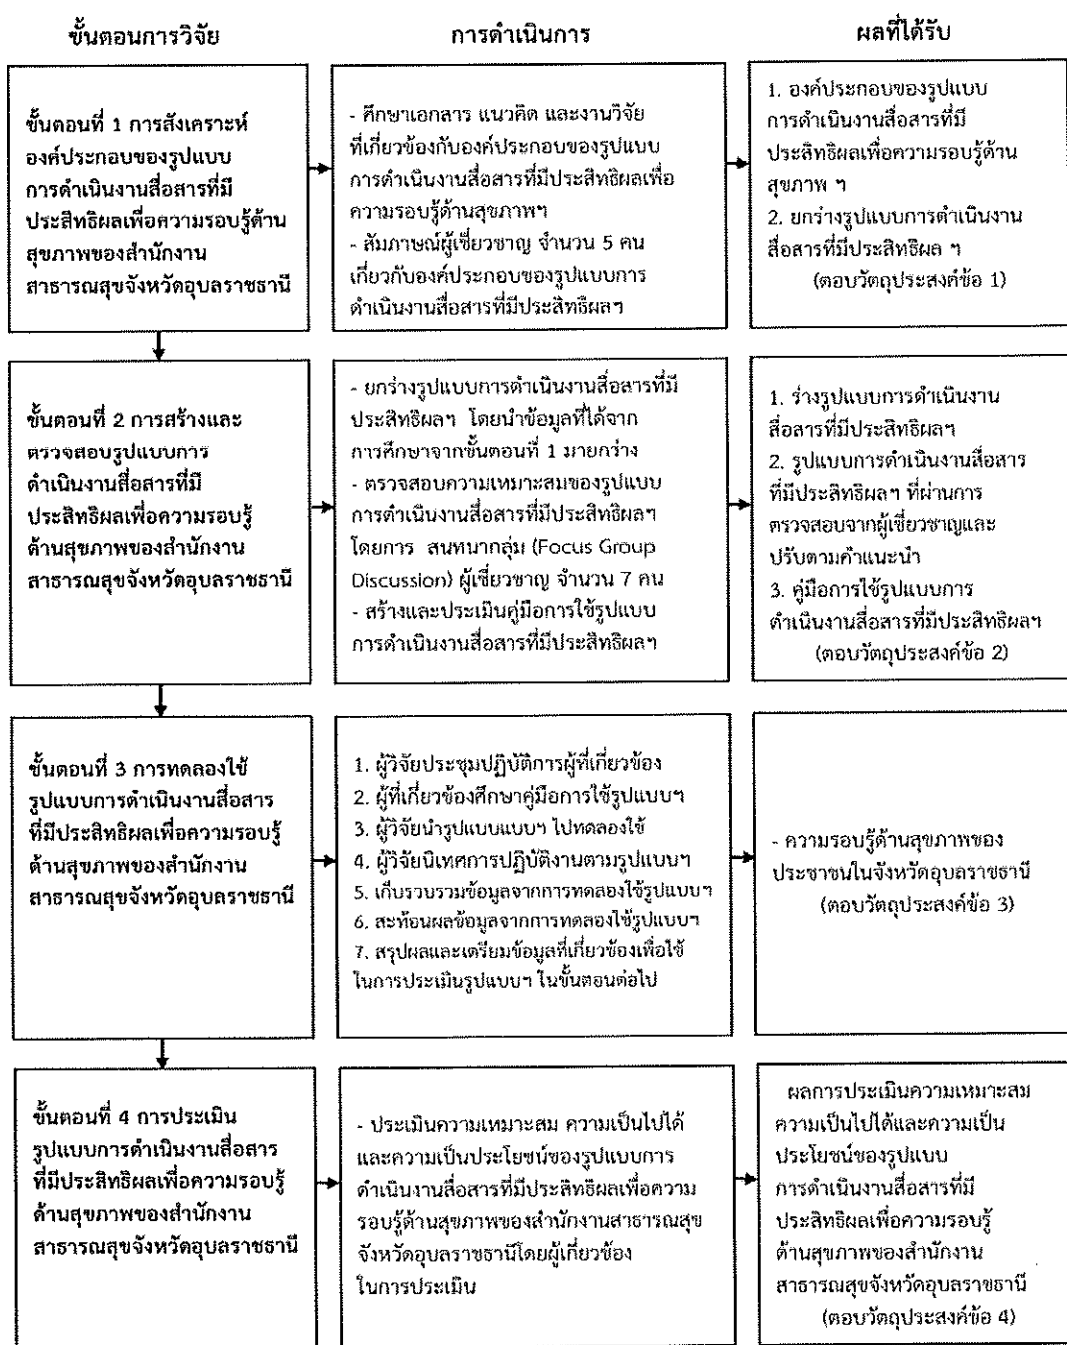 ขั้นตอนการวิจัย
การดำเนินการ
ผลที่ได้รับ
ขั้นตอนที่ 1 การสังเคราะห์
องค์ประกอบของรูปแบบ
การดำเนินงานสื่อสารที่มี
ประสิทธิผลเพื่อความรอบรู้ด้าน
สุขภาพของสำนักงาน
สาธารณสุขจังหวัดอุบลราชธานี
- ศึกษาเอกสาร แนวคิด และงานวิจัย
ที่เกี่ยวข้องกับองค์ประกอบของรูปแบบ
การดำเนินงานสื่อสารที่มีประสิทธิผลเพื่อ
ความรอบรู้ด้านสุขภาพฯ
- สัมภาษณ์ผู้เชี่ยวชาญ จำนวน 5 คน
เกี่ยวกับองค์ประกอบของรูปแบบการ
ดำเนินงานสื่อสารที่มีประสิทธิผลฯ
1. องค์ประกอบของรูปแบบ
การดำเนินงานสื่อสารที่มี
ประสิทธิผลเพื่อความรอบรู้ด้าน
สุขภาพ ฯ
2. ยกร่างรูปแบบการดำเนินงาน
สื่อสารที่มีประสิทธิผล ฯ
(ตอบวัตถุประสงค์ข้อ 1)
ขั้นตอนที่ 2 การสร้างและ
ตรวจสอบรูปแบบการ
ดำเนินงานสื่อสารที่มี
ประสิทธิผลเพื่อความรอบรู้
ด้านสุขภาพของสำนักงาน
สาธารณสุขจังหวัดอุบลราชธานี
- ยกร่างรูปแบบการดำเนินงานสื่อสารที่มี
ประสิทธิผลฯ โดยนำข้อมูลที่ได้จาก
การศึกษาจากขั้นตอนที่ 1 มายกร่าง
- ตรวจสอบความเหมาะสมของรูปแบบ
การดำเนินงานสื่อสารที่มีประสิทธิผลฯ
โดยการ สนทนากลุ่ม (Focus Group
Discussion) ผู้เชี่ยวชาญ จำนวน 7 คน
- สร้างและประเมินคู่มือการใช้รูปแบบ
การดำเนินงานสื่อสารที่มีประสิทธิผลฯ
1. ร่างรูปแบบการดำเนินงาน
สื่อสารที่มีประสิทธิผลฯ
2. รูปแบบการดำเนินงานสื่อสาร
ที่มีประสิทธิผลฯ ที่ผ่านการ
ตรวจสอบจากผู้เชี่ยวชาญและ
ปรับตามคำแนะนำ
3. คู่มือการใช้รูปแบบการ
ดำเนินงานสื่อสารที่มีประสิทธิผลฯ
(ตอบวัตถุประสงค์ข้อ 2)
ขั้นตอนที่ 3 การทดลองใช้
รูปแบบการดำเนินงานสื่อสาร
ที่มีประสิทธิผลเพื่อความรอบรู้
ด้านสุขภาพของสำนักงาน
สาธารณสุขจังหวัดอุบลราชธานี
1. ผู้วิจัยประชุมปฏิบัติการผู้ที่เกี่ยวข้อง
2. ผู้ที่เกี่ยวข้องศึกษาคู่มือการใช้รูปแบบฯ
3. ผู้วิจัยนำรูปแบบแบบฯ ไปทดลองใช้
4. ผู้วิจัยนิเทศการปฏิบัติงานตามรูปแบบฯ
5. เก็บรวบรวมข้อมูลจากการทดลองใช้รูปแบบฯ
6. สะท้อนผลข้อมูลจากการทดลองใช้รูปแบบฯ
7. สรุปผลและเตรียมข้อมูลที่เกี่ยวข้องเพื่อใช้
ในการประเมินรูปแบบฯ ในขั้นตอนต่อไป
- ความรอบรู้ด้านสุขภาพของ
ประชาชนในจังหวัดอุบลราชธานี
(ตอบวัตถุประสงค์ข้อ 3)
ขั้นตอนที่ 4 การประเมิน
รูปแบบการดำเนินงานสื่อสาร
ที่มีประสิทธิผลเพื่อความรอบรู้
ด้านสุขภาพของสำนักงาน
สาธารณสุขจังหวัดอุบลราชธานี
- ประเมินความเหมาะสม ความเป็นไปได้
และความเป็นประโยชน์ของรูปแบบการ
ดำเนินงานสื่อสารที่มีประสิทธิผลเพื่อความ
รอบรู้ด้านสุขภาพของสำนักงานสาธารณสุข
จังหวัดอุบลราชธานีโดยผู้เกี่ยวข้อง
ในการประเมิน
ผลการประเมินความเหมาะสม
ความเป็นไปได้และความเป็น
ประโยชน์ของรูปแบบ
การดำเนินงานสื่อสารที่มี
ประสิทธิผลเพื่อความรอบรู้
ด้านสุขภาพของสำนักงาน
สาธารณสุขจังหวัดอุบลราชธานี
(ตอบวัตถุประสงค์ข้อ 4)